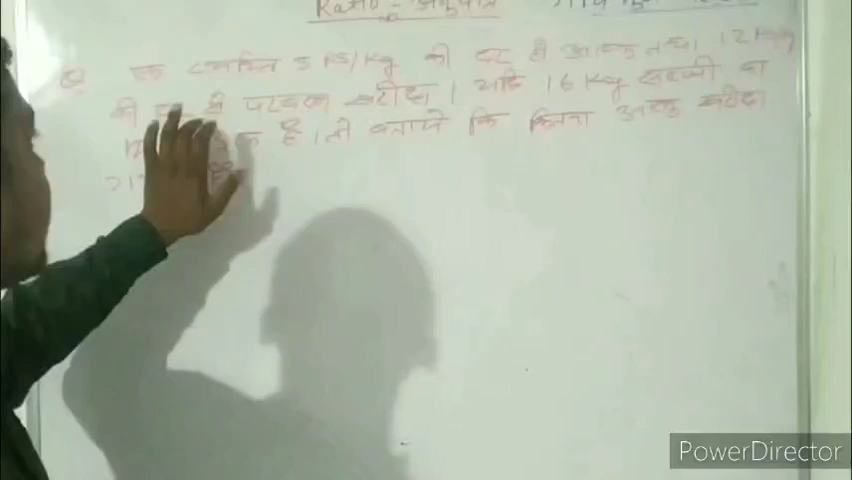 Ratio - अनुपात
Q एक व्यक्ति 5 RS/Kg की दर से आलू तथा 12 RS/Kg
की दर से परवल खरीदा । यदि 16 Kg सब्जी का
है । तो बताये कि कितना आलू खरीदा
PowerDirector